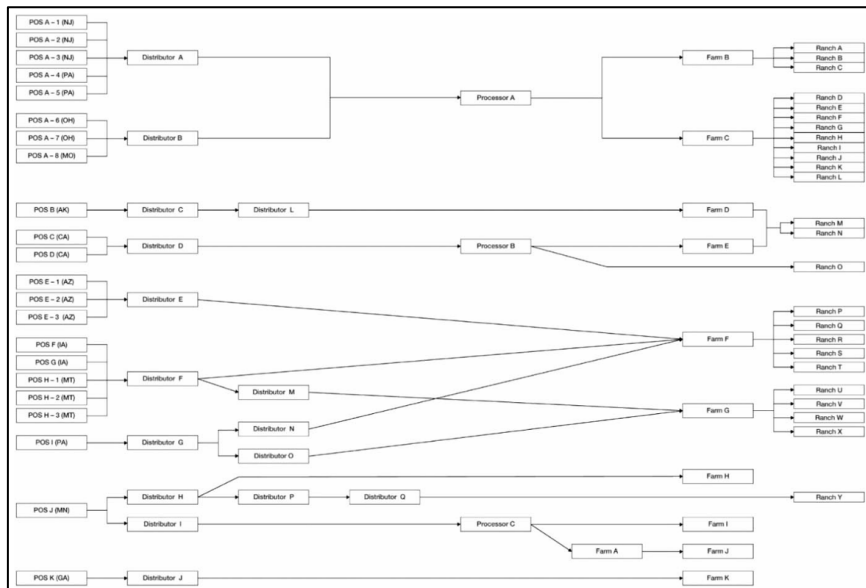 POS A – 1 (NJ)
POS A – 2 (NJ)
POS A – 3 (NJ)
POS A – 4 (PA)
POS A – 5 (PA)
Distributor A
POS A – 6 (OH)
POS A – 7 (OH)
POS A – 8 (MO)
Distributor B
Processor A
Farm B
Ranch A
Ranch B
Ranch C
Farm C
Ranch D
Ranch E
Ranch F
Ranch G
Ranch H
Ranch I
Ranch J
Ranch K
Ranch L
POS B (AK)
Distributor C
Distributor L
Farm D
POS C (CA)
POS D (CA)
Distributor D
Processor B
Farm E
Ranch M
Ranch N
Ranch O
POS E – 1 (AZ)
POS E – 2 (AZ)
POS E – 3 (AZ)
Distributor E
Farm F
Ranch P
Ranch Q
Ranch R
Ranch S
Ranch T
POS F (IA)
POS G (IA)
POS H – 1 (MT)
POS H – 2 (MT)
POS H – 3 (MT)
Distributor F
Distributor M
Farm G
Ranch U
Ranch V
Ranch W
Ranch X
POS I (PA)
Distributor G
Distributor N
Distributor O
POS J (MN)
Distributor H
Distributor P
Distributor Q
Farm H
Ranch Y
Distributor I
Processor C
Farm I
Farm A
Farm J
POS K (GA)
Distributor J
Farm K